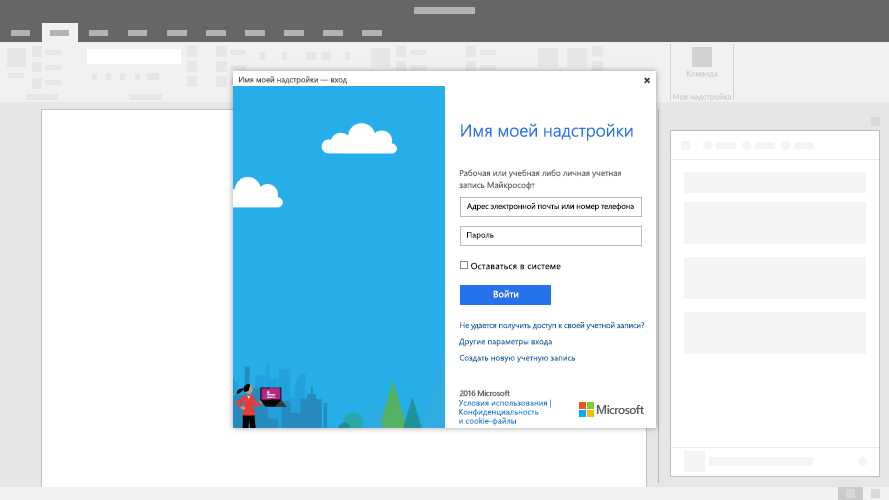 Команда
Моя надстройка
Имя моей надстройки — вход
Имя моей надстройки
Рабочая или учебная либо личная учетная
запись Майкрософт
Адрес электронной почты или номер телефона
Пароль
Оставаться в системе
Войти
Не удается получить доступ к своей учетной записи?
Другие параметры входа
Создать новую учетную запись
2016 Microsoft
Условия использования |
Конфиденциальность
и cookie-файлы
Microsoft